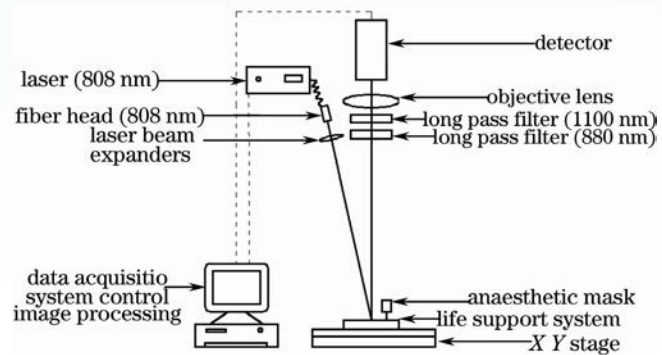 detector
laser (808 nm)
objective lens
fiber head (808 nm)
long pass filter (1100 nm)
laser beam
expanders
long pass filter (880 nm)
data acquisitio
system control
image processing
anaesthetic mask
life support system
X Y stage